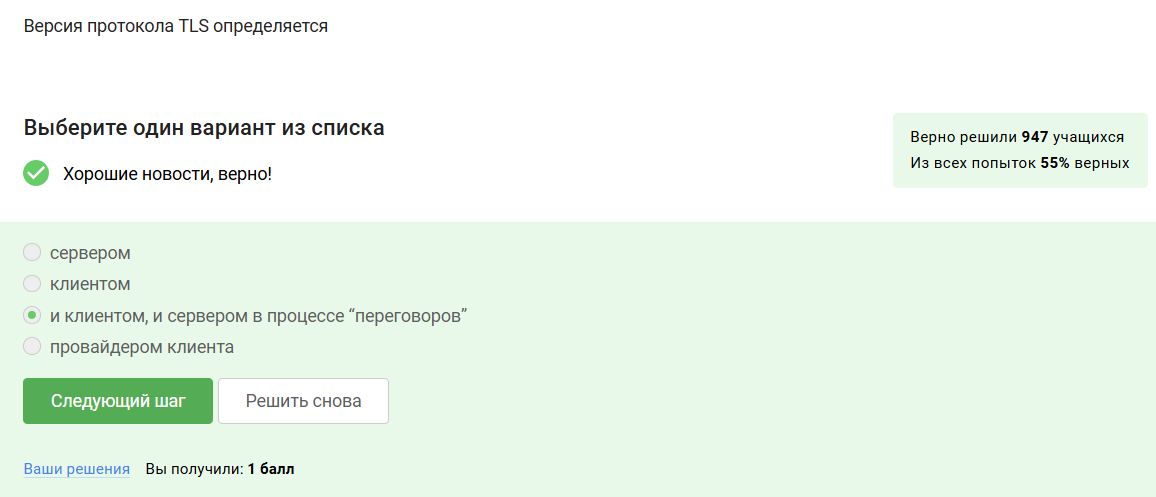 Версия протокола TLS определяется
Выберите один вариант из списка
Верно решили 947 учащихся
Из всех попыток 55% верных
Хорошие новости, верно!
сервером
клиентом
и клиентом, и сервером в процессе “переговоров”
провайдером клиента
Следующий шаг
Решить снова
Ваши решения
Вы получили: 1 балл